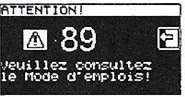 ATTENTION!
89
Veuillez consultez
le Mode d'emplois!